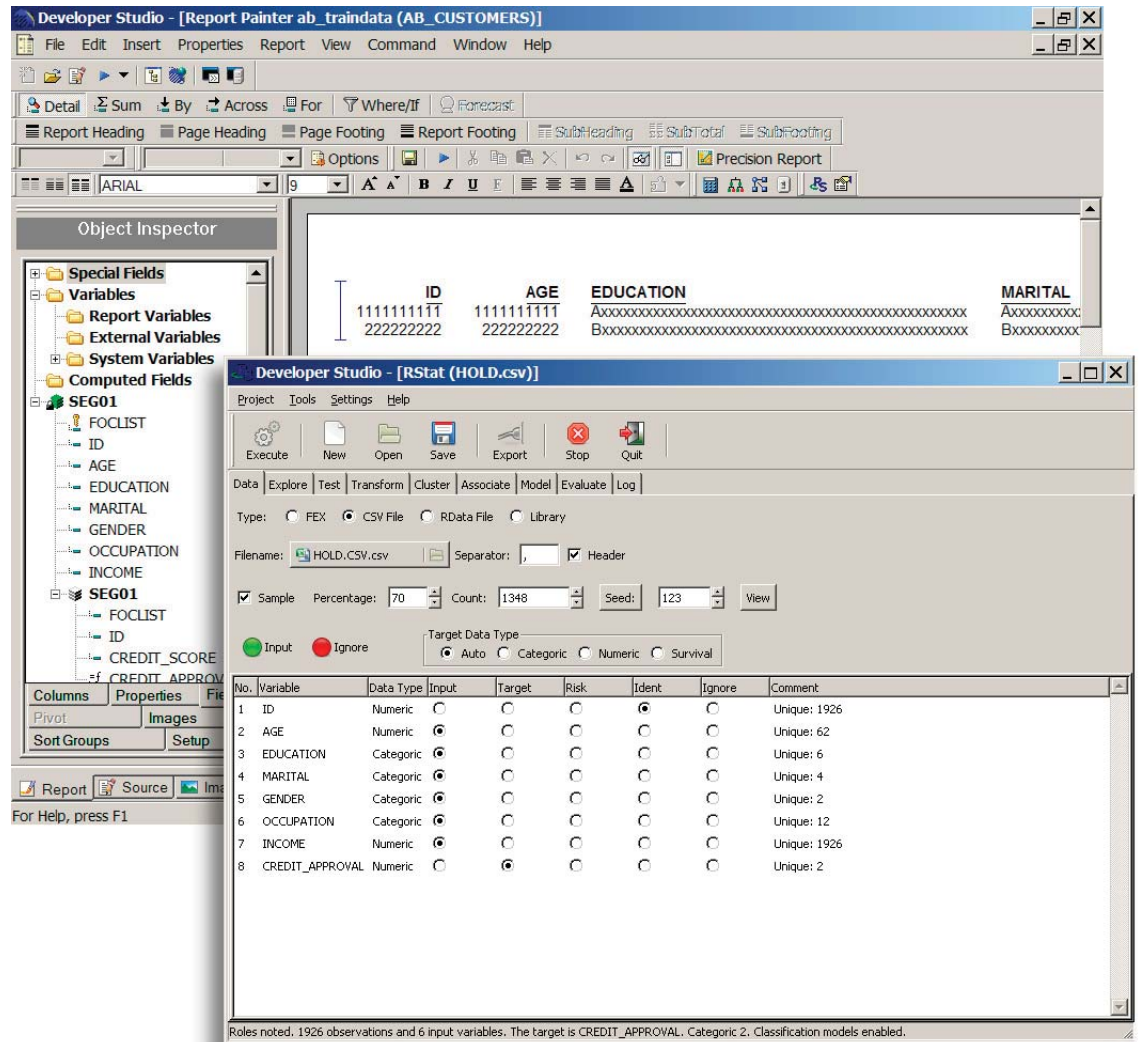 Developer Studio - [Report Painter ab_traindata (AB_CUSTOMERS)]
File Edit Insert Properties Report View Command Window Help
Detail Sum By Across For Where/If Forecast
Report Heading Page Heading Page Footing Report Footing SubHeading SubTotal SubFooting
Options Precision Report
ARIAL 9 A A B I U F A
Object Inspector
Special Fields
Variables
Report Variables
External Variables
System Variables
Computed Fields
SEG01
FOCLIST
ID
AGE
EDUCATION
MARITAL
GENDER
OCCUPATION
INCOME
SEG01
FOCLIST
ID
CREDIT_SCORE
CREDIT_APPROV
Columns Properties Fie
Pivot Images
Sort Groups Setup
Report Source Ima
For Help, press F1
ID AGE EDUCATION MARITAL
1111111111 1111111111
222222222 222222222
Developer Studio - [RStat (HOLD.csv)]
Project Tools Settings Help
Execute New Open Save Export Stop Quit
Data Explore Test Transform Cluster Associate Model Evaluate Log
Type: FEX CSV File RData File Library
Filename: HOLD.CSV.csv Separator: , Header
Sample Percentage: 70 Count: 1348 Seed: 123 View
Input Ignore Target Data Type Auto Categoric Numeric Survival
No. Variable Data Type Input Target Risk Ident Ignore Comment
1 ID Numeric Unique: 1926
2 AGE Numeric Unique: 62
3 EDUCATION Categoric Unique: 6
4 MARITAL Categoric Unique: 4
5 GENDER Categoric Unique: 2
6 OCCUPATION Categoric Unique: 12
7 INCOME Numeric Unique: 1926
8 CREDIT_APPROVAL Numeric Unique: 2
Roles noted. 1926 observations and 6 input variables. The target is CREDIT_APPROVAL. Categoric 2. Classification models enabled.